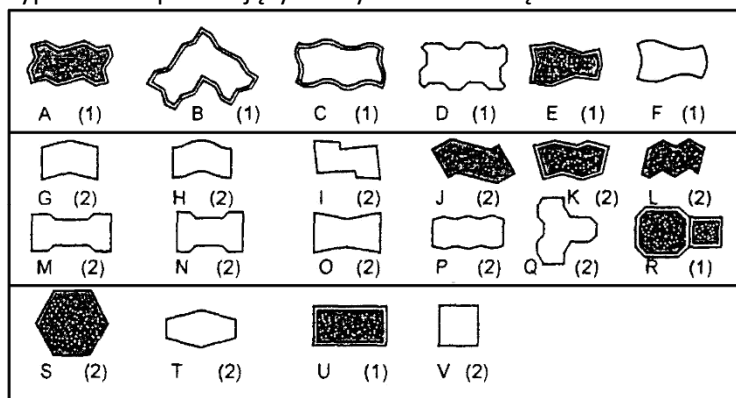 A (1) B (1) C (1) D (1) E (1) F (1)
G (2) H (2) I (2) J (2) K (2) L (2)
M (2) N (2) O (2) P (2) Q (2) R (1)
S (2) T (2) U (1) V (2)